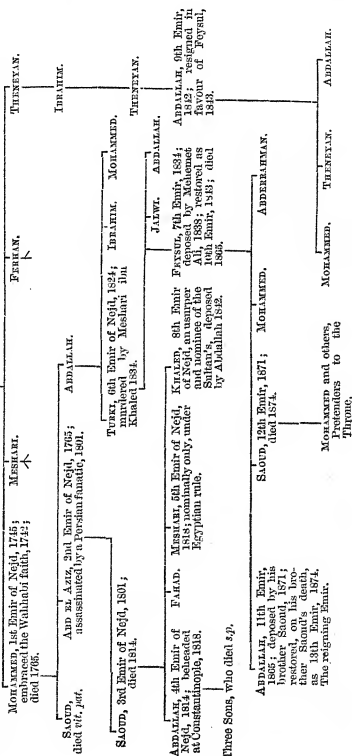 MOHAMMED, 1st Emir of Nejd, 1745;
embraced the Wahhabi faith, 1742;
died 1765.
MESHARI.
FERHAN.
THENEYAN.
SAOUD,
died vit. pat.
ABD EL AZIZ, 2nd Emir of Nejd, 1765;
assassinated by a Persian fanatic, 1801.
ABDALLAH.
IBRAHIM.
SAOUD, 3rd Emir of Nejd, 1801;
died 1814.
TURKI, 6th Emir of Nejd, 1824;
murdered by Meshari ibn
Khaled 1834.
IBRAHIM.
MOHAMMED.
THENEYAN.
ABDALLAH, 4th Emir of
Nejd, 1814; beheaded
at Constantinople, 1818.
FAHAD.
MESHARI, 5th Emir of Nejd,
1818; nominally only, under
Egyptian rule.
KHALED, 8th Emir
of Nejd, an usurper
and nominee of the
Sultan's, deposed
by Abdallah 1842.
FEYSUL, 7th Emir, 1834;
deposed by Mehemet
Ali, 1838; restored as
10th Emir, 1843; died
1865.
JALWI.
ABDALLAH.
ABDALLAH, 9th Emir,
1842; resigned in
favour of Feysul,
1843.
Three Sons, who died s.p.
ABDALLAH, 11th Emir,
1865; deposed by his
brother Saoud, 1871;
restored, on his bro-
ther Saoud's death,
as 13th Emir, 1874.
The reigning Emir.
SAOUD, 12th Emir, 1871;
died 1874.
MOHAMMED.
ABDERRAHMAN.
MOHAMMED and others,
Pretenders to the
Throne.
MOHAMMED.
THENEYAN.
ABDALLAH.